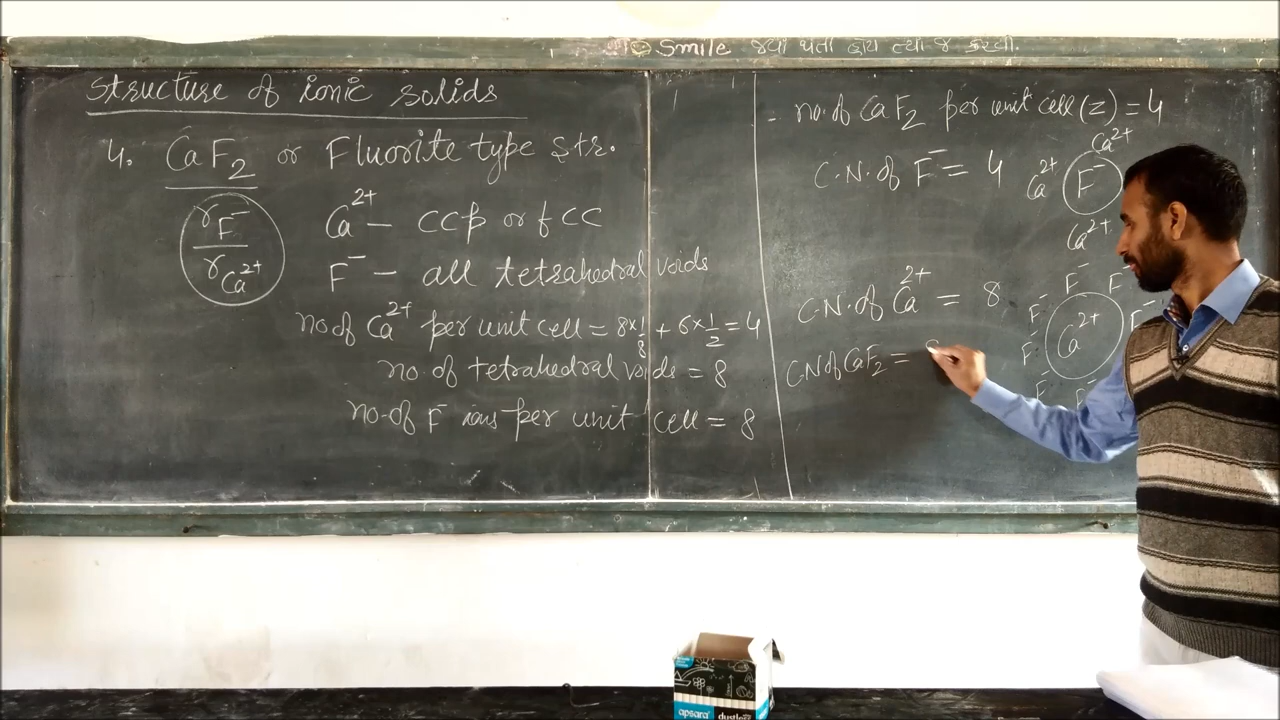 Smile
Structure of ionic solids
4. CaF₂ or Fluorite type str.
rF⁻
rCa²⁺
Ca²⁺ — CCP or fCC
F⁻ — all tetrahedral voids
no of Ca²⁺ per unit cell = 8×1/8 + 6×1/2 = 4
no. of tetrahedral voids = 8
no. of F⁻ ions per unit cell = 8
- no. of CaF₂ per unit cell (z) = 4
C.N. of F⁻ = 4
Ca²⁺
Ca²⁺ F⁻
Ca²⁺
C.N. of Ca²⁺ = 8
F⁻ F⁻
F⁻ Ca²⁺ F⁻
F⁻
F⁻ F⁻
C.N of CaF₂ =
apsara dustless